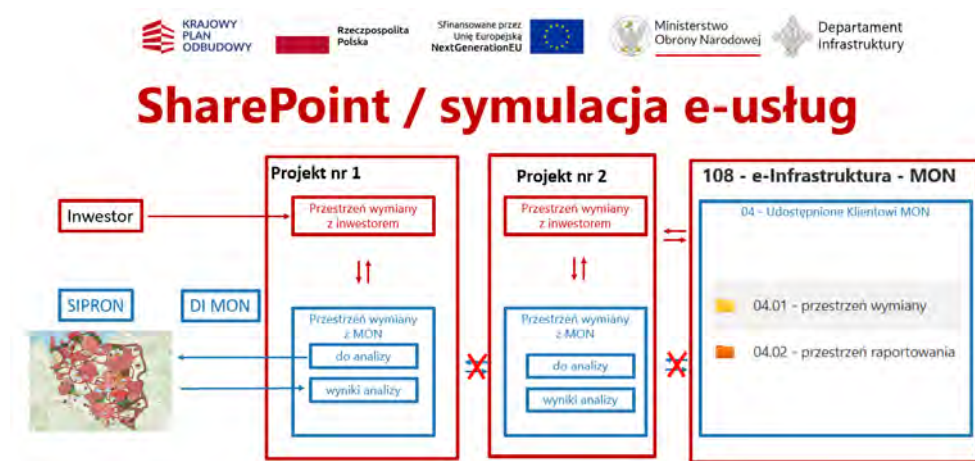 KRAJOWY
PLAN
ODBUDOWY
Rzeczpospolita
Polska
Sfinansowane przez
Unię Europejską
NextGenerationEU
Ministerstwo
Obrony Narodowej
Departament
Infrastruktury
SharePoint / symulacja e-usług
Projekt nr 1
Projekt nr 2
108 - e-Infrastruktura - MON
Inwestor
Przestrzeń wymiany
z inwestorem
Przestrzeń wymiany
z inwestorem
04 - Udostępnione Klientowi MON
SIPRON
DI MON
Przestrzeń wymiany
z MON
do analizy
wyniki analizy
Przestrzeń wymiany
z MON
do analizy
wyniki analizy
04.01 - przestrzeń wymiany
04.02 - przestrzeń raportowania